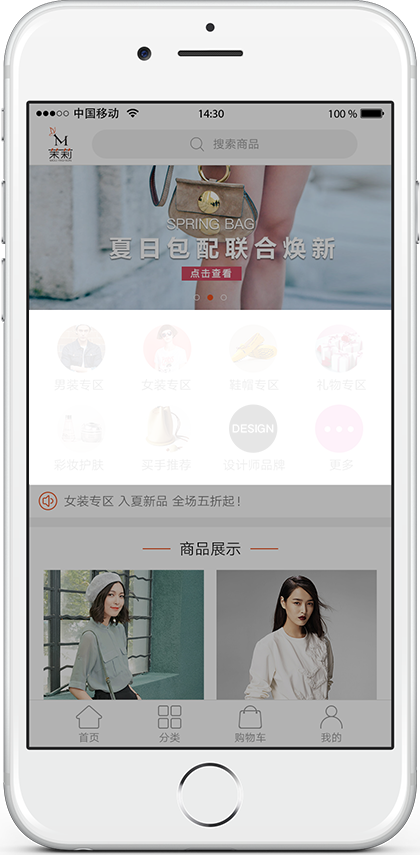 中国移动 14:30 100 %
M
茉莉
搜索商品
SPRING BAG
夏日包配联合焕新
点击查看
男装专区 女装专区 鞋帽专区 礼物专区
DESIGN
彩妆护肤 买手推荐 设计师品牌 更多
女装专区 入夏新品 全场五折起！
商品展示
首页 分类 购物车 我的